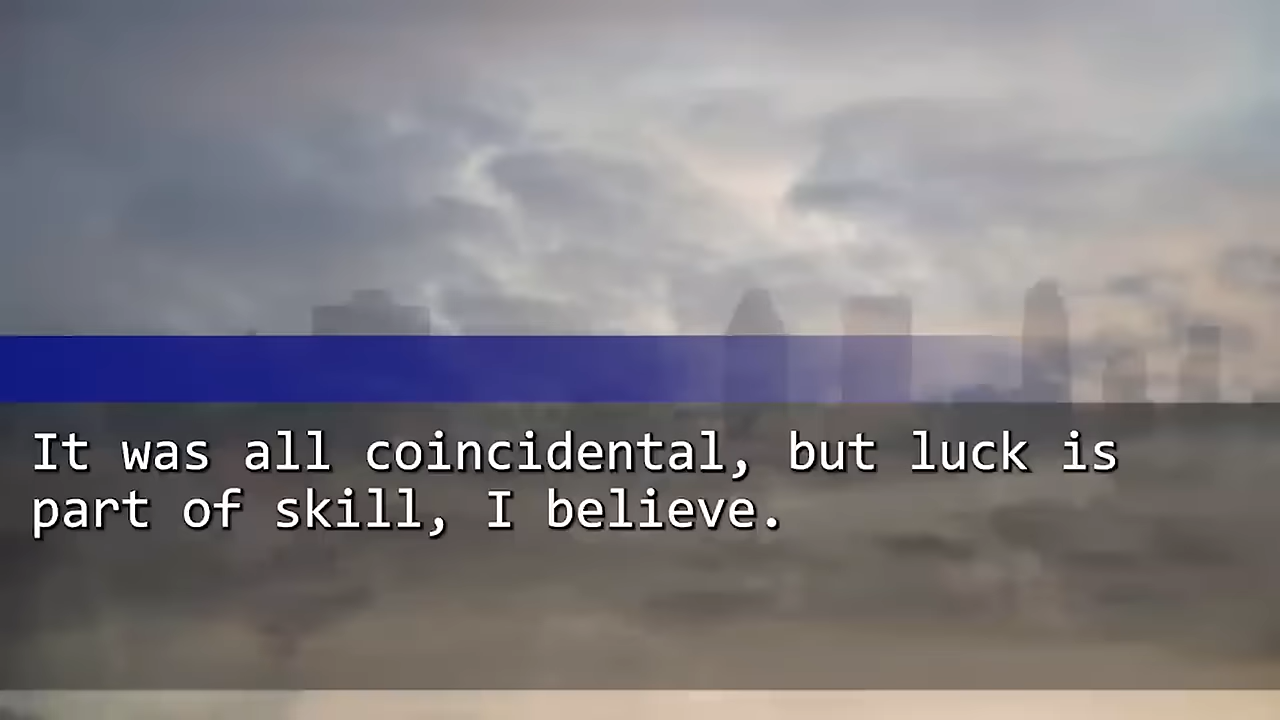 It was all coincidental, but luck is
part of skill, I believe.